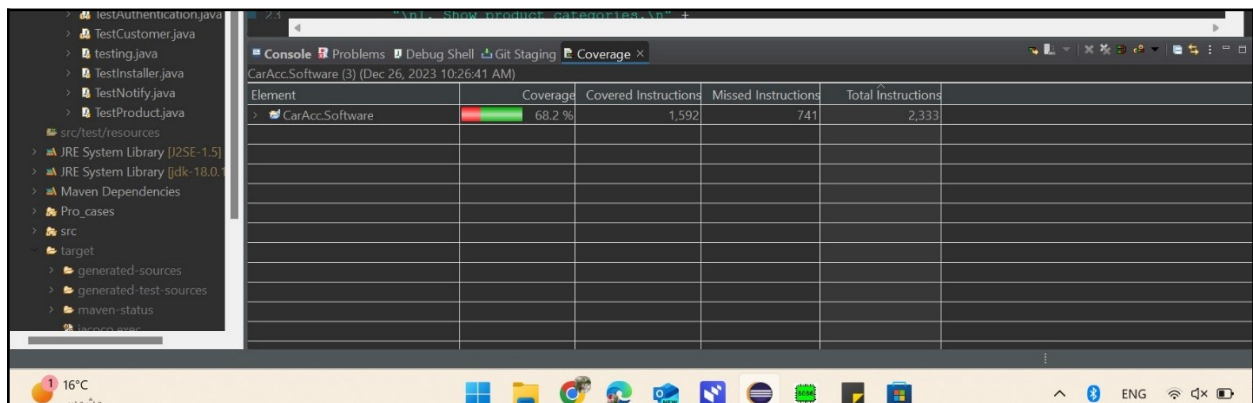 TestAuthentication.java
TestCustomer.java
testing.java
TestInstaller.java
TestNotify.java
TestProduct.java
src/test/resources
JRE System Library [J2SE-1.5]
JRE System Library [jdk-18.0.1
Maven Dependencies
Pro_cases
src
target
generated-sources
generated-test-sources
maven-status
jacoco.exec
23 "\n1. Show product categories.\n" +
Console Problems Debug Shell Git Staging Coverage ×
CarAcc.Software (3) (Dec 26, 2023 10:26:41 AM)
Element Coverage Covered Instructions Missed Instructions Total Instructions
CarAcc.Software 68.2 % 1,592 741 2,333
1 16°C
ENG